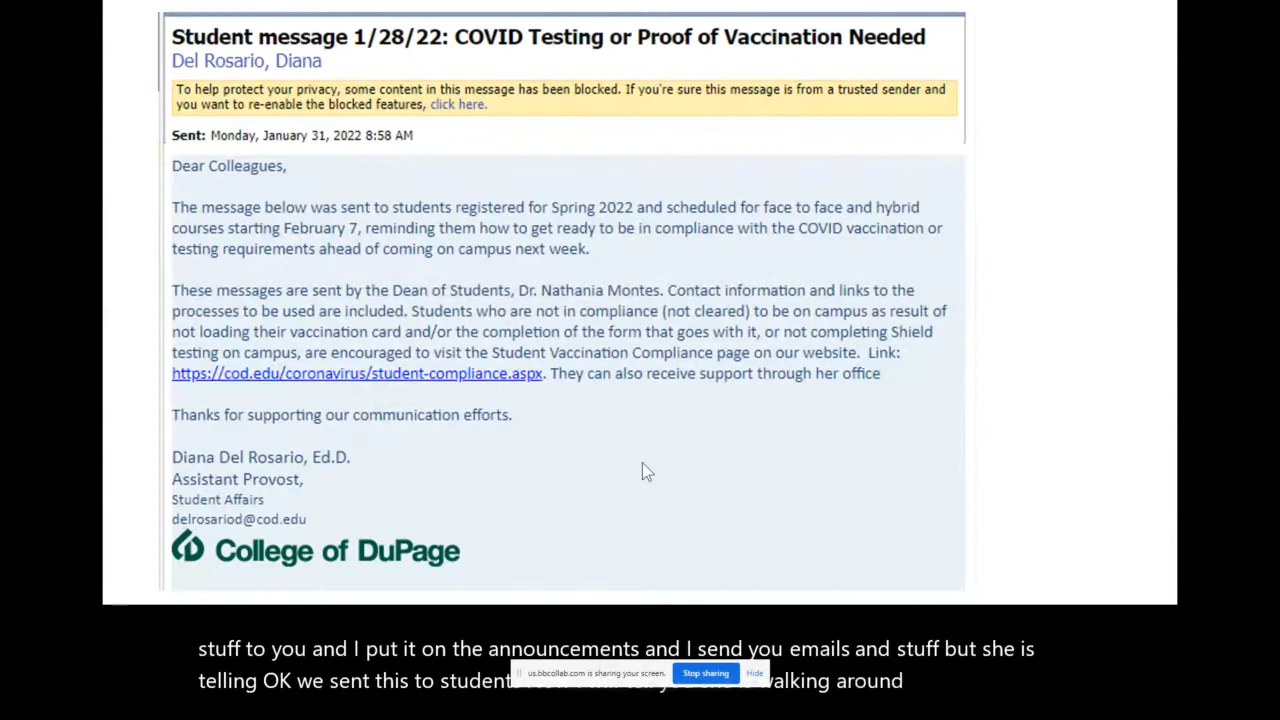 Student message 1/28/22: COVID Testing or Proof of Vaccination Needed
Del Rosario, Diana
To help protect your privacy, some content in this message has been blocked. If you're sure this message is from a trusted sender and
you want to re-enable the blocked features, click here.
Sent: Monday, January 31, 2022 8:58 AM
Dear Colleagues,
The message below was sent to students registered for Spring 2022 and scheduled for face to face and hybrid
courses starting February 7, reminding them how to get ready to be in compliance with the COVID vaccination or
testing requirements ahead of coming on campus next week.
These messages are sent by the Dean of Students, Dr. Nathania Montes. Contact information and links to the
processes to be used are included. Students who are not in compliance (not cleared) to be on campus as result of
not loading their vaccination card and/or the completion of the form that goes with it, or not completing Shield
testing on campus, are encouraged to visit the Student Vaccination Compliance page on our website. Link:
https://cod.edu/coronavirus/student-compliance.aspx. They can also receive support through her office
Thanks for supporting our communication efforts.
Diana Del Rosario, Ed.D.
Assistant Provost,
Student Affairs
delrosariod@cod.edu
College of DuPage
stuff to you and I put it on the announcements and I send you emails and stuff but she is
us.bbcollab.com is sharing your screen. Stop sharing Hide
telling OK we sent this to walking around